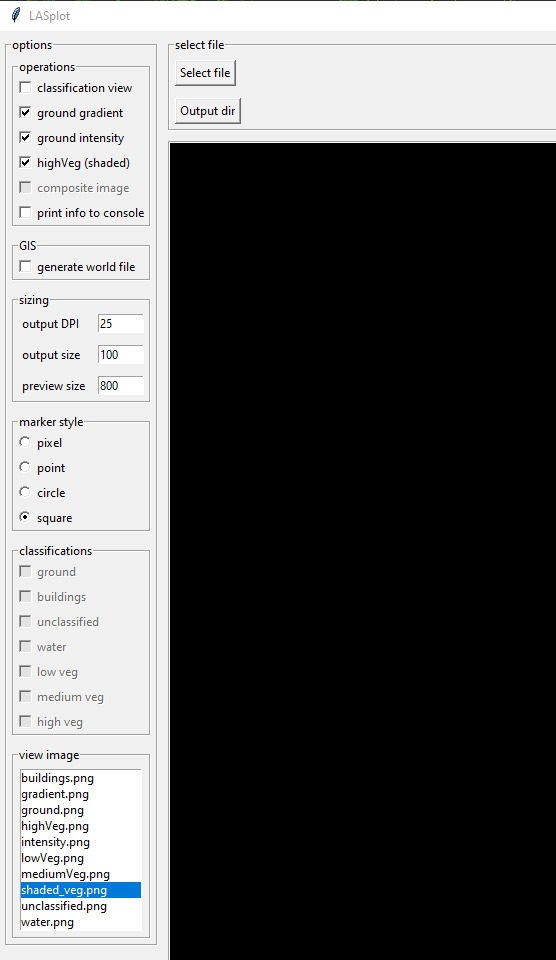 LASplot
options
operations
classification view
ground gradient
ground intensity
highVeg (shaded)
composite image
print info to console
GIS
generate world file
sizing
output DPI 25
output size 100
preview size 800
marker style
pixel
point
circle
square
classifications
ground
buildings
unclassified
water
low veg
medium veg
high veg
view image
buildings.png
gradient.png
ground.png
highVeg.png
intensity.png
lowVeg.png
mediumVeg.png
shaded_veg.png
unclassified.png
water.png
select file
Select file
Output dir